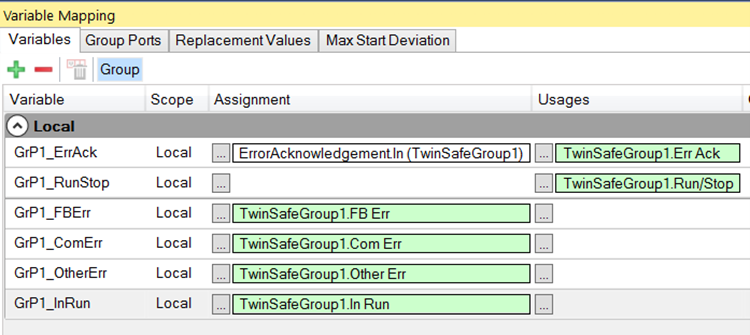 Variable Mapping
Variables Group Ports Replacement Values Max Start Deviation
Group
Variable Scope Assignment Usages
Local
GrP1_ErrAck Local ... ErrorAcknowledgement.In (TwinSafeGroup1) ... TwinSafeGroup1.Err Ack
GrP1_RunStop Local ... TwinSafeGroup1.Run/Stop
GrP1_FBErr Local ... TwinSafeGroup1.FB Err ...
GrP1_ComErr Local ... TwinSafeGroup1.Com Err ...
GrP1_OtherErr Local ... TwinSafeGroup1.Other Err ...
GrP1_InRun Local ... TwinSafeGroup1.In Run ...